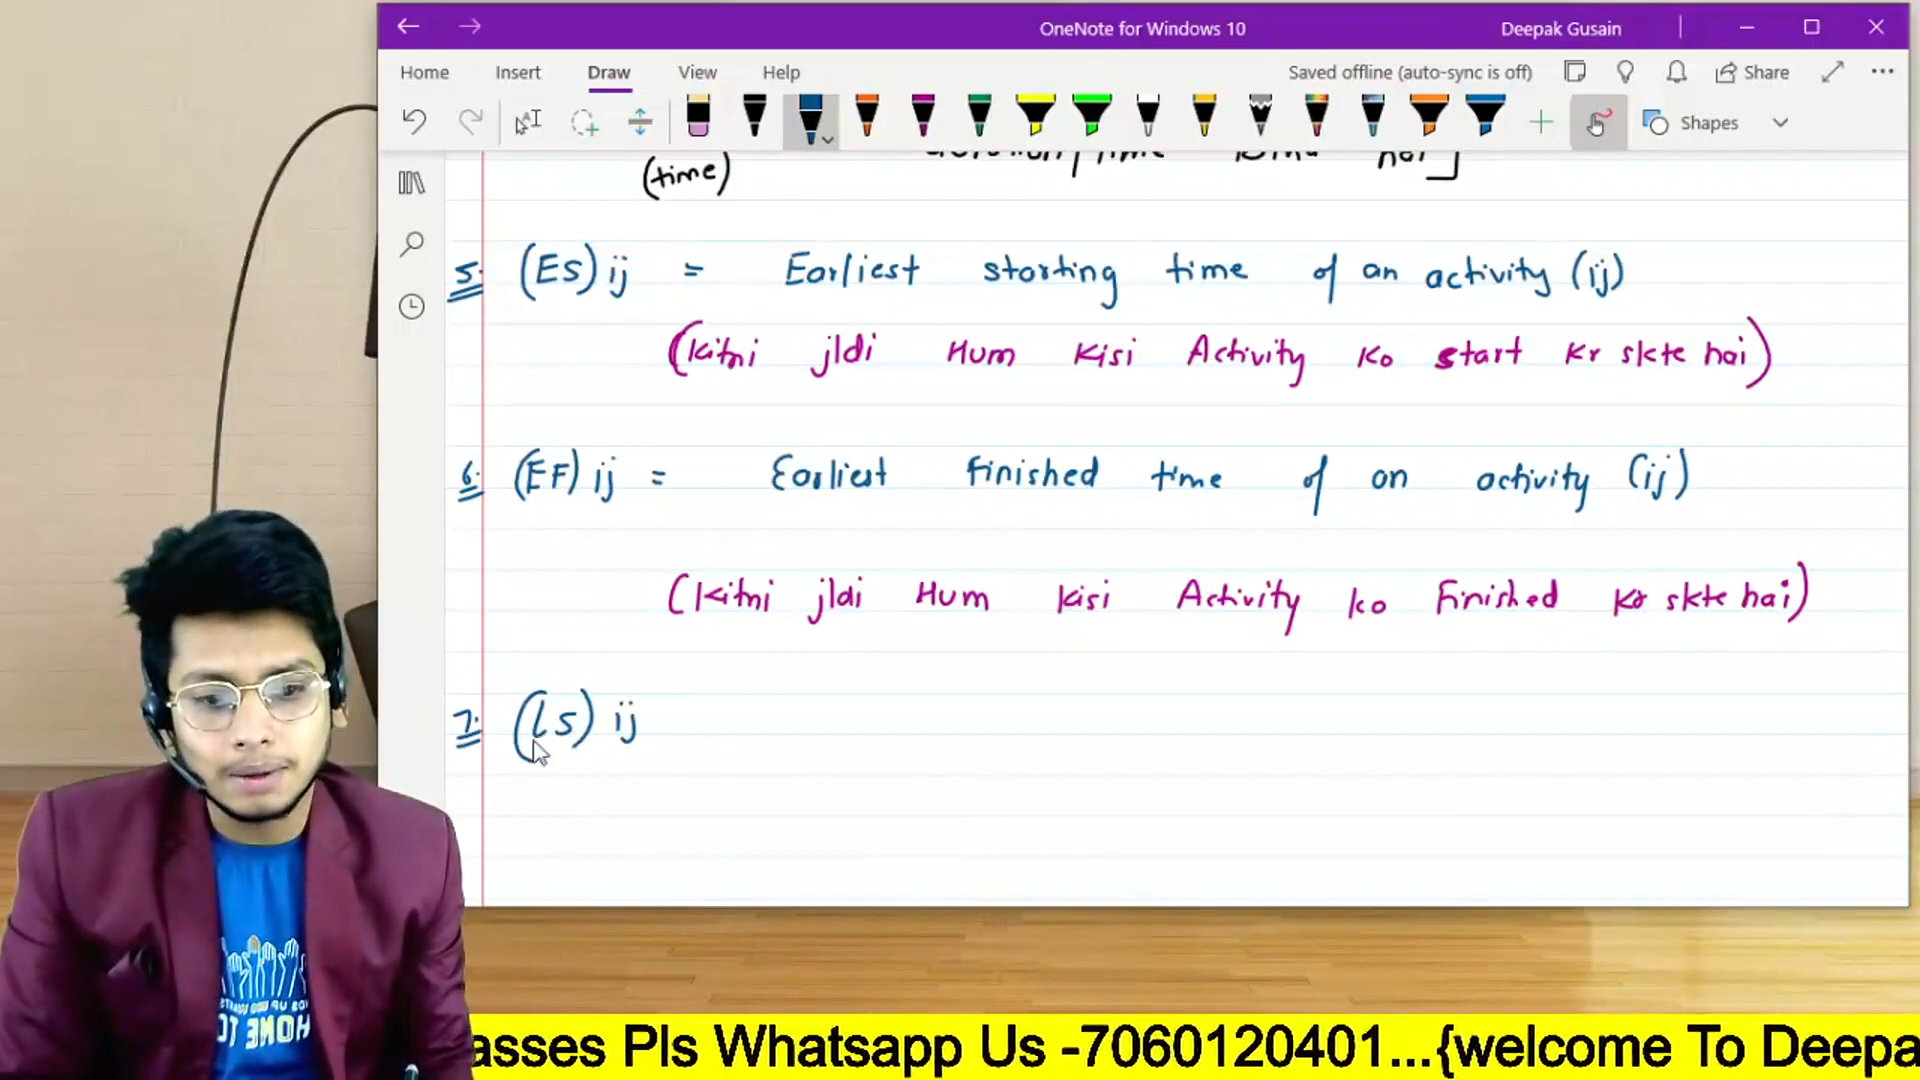 OneNote for Windows 10
Deepak Gusain
Home Insert Draw View Help
Saved offline (auto-sync is off)
Share
Shapes
(time) hai]
5. (ES) ij = Earliest starting time of an activity (ij)
(Kitni jldi Hum Kisi Activity Ko start Kr skte hai)
6. (EF) ij = Earliest Finished time of an activity (ij)
(Kitni jldi Hum Kisi Activity ko Finished Kr skte hai)
7. (LS) ij
HOME TO
asses Pls Whatsapp Us -7060120401...{welcome To Deepa